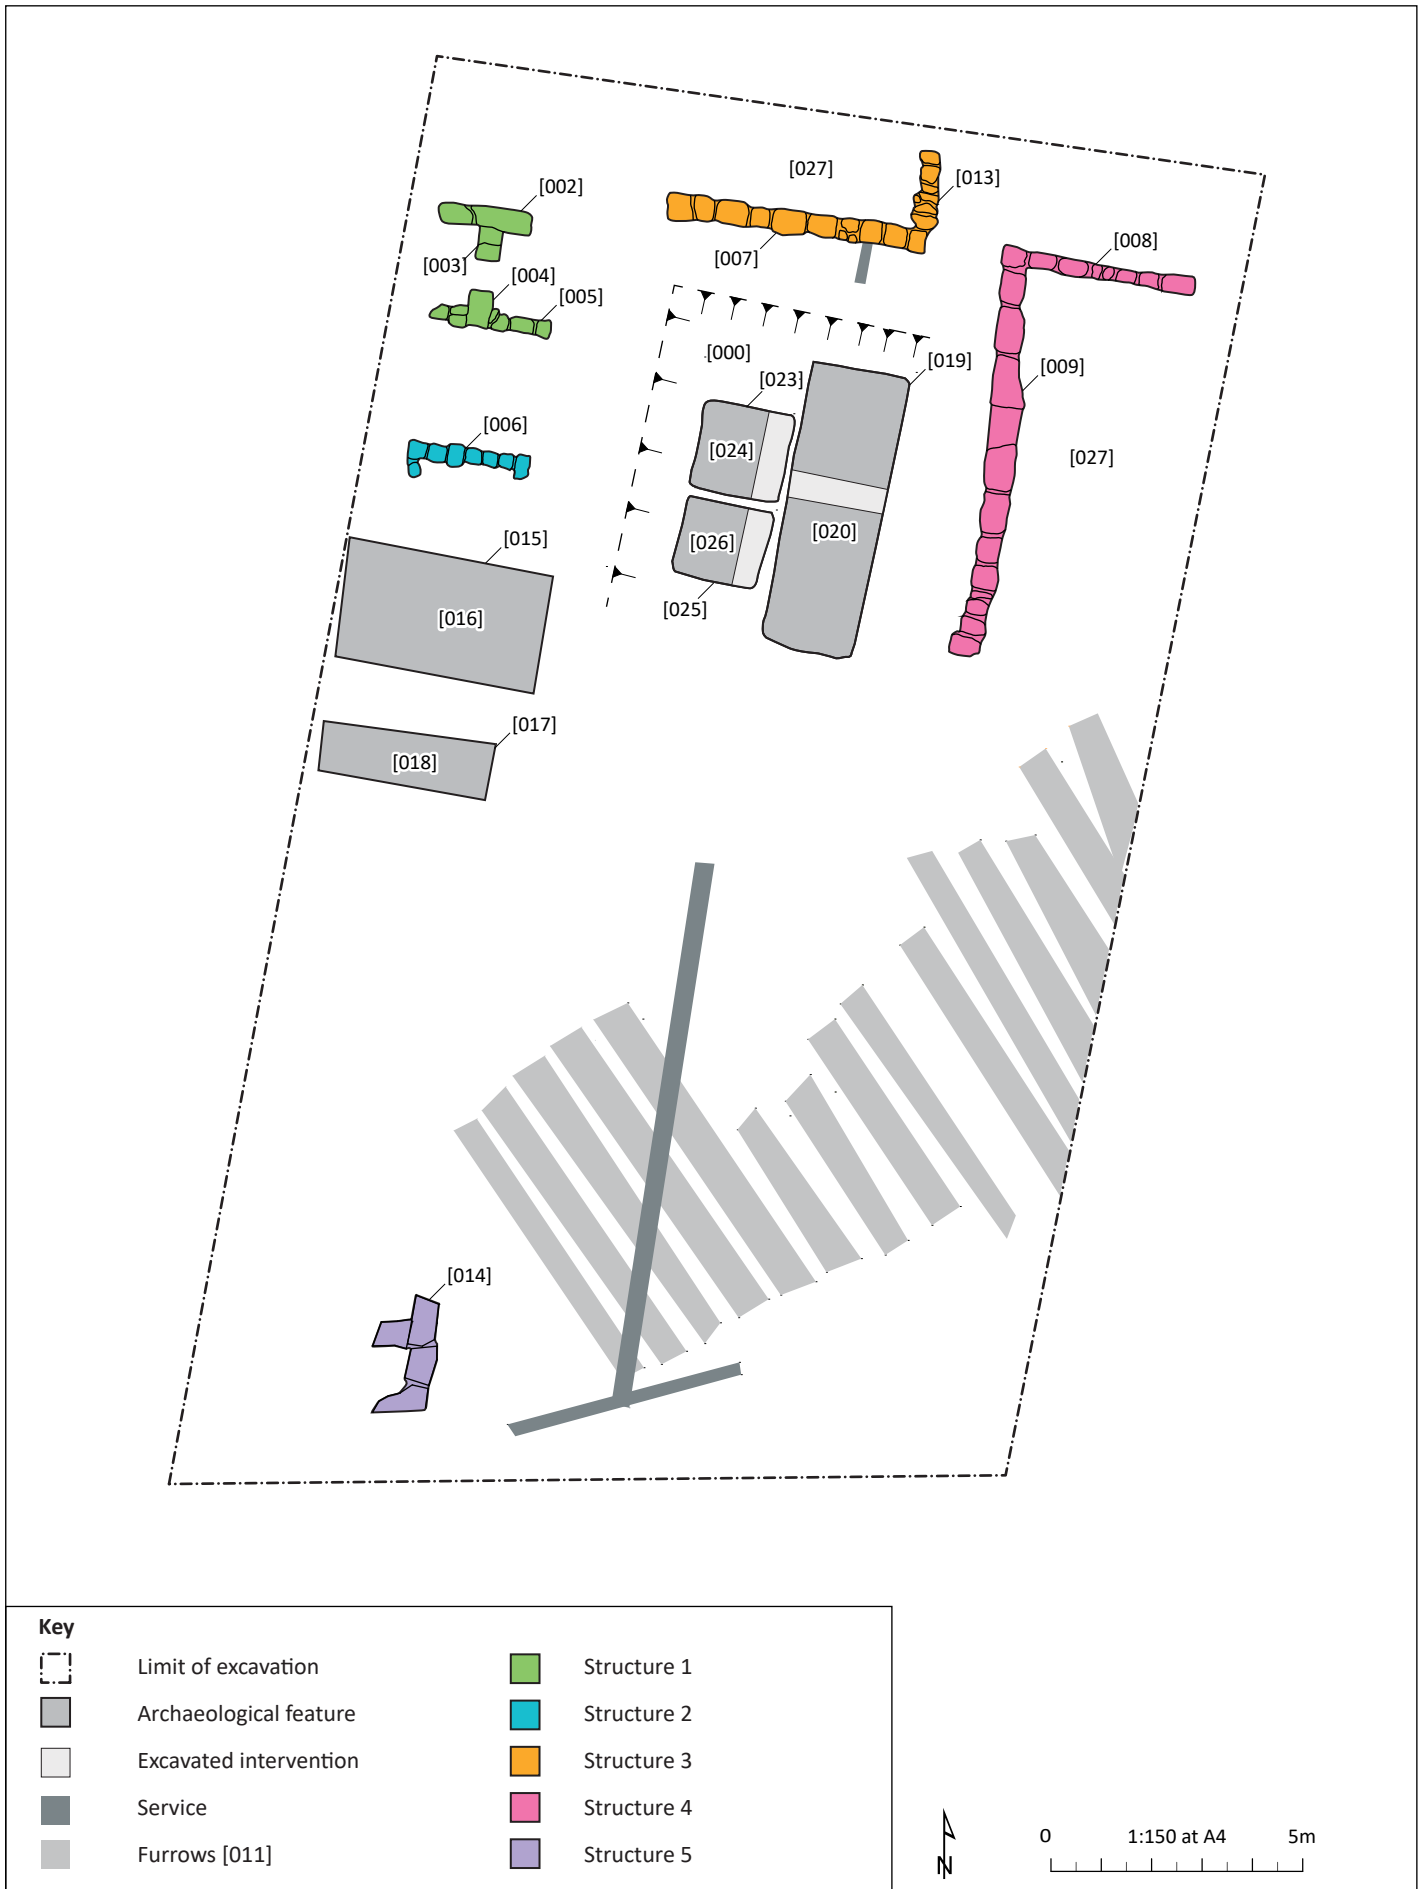 [027]
[013]
[002]
[003]
[007]
[008]
[004]
[005]
[000]
[019]
[023]
[009]
[006]
[024]
[027]
[020]
[015]
[026]
[025]
[016]
[017]
[018]
[014]
Key
Limit of excavation
Archaeological feature
Excavated intervention
Service
Furrows [011]
Structure 1
Structure 2
Structure 3
Structure 4
Structure 5
N
0 1:150 at A4 5m